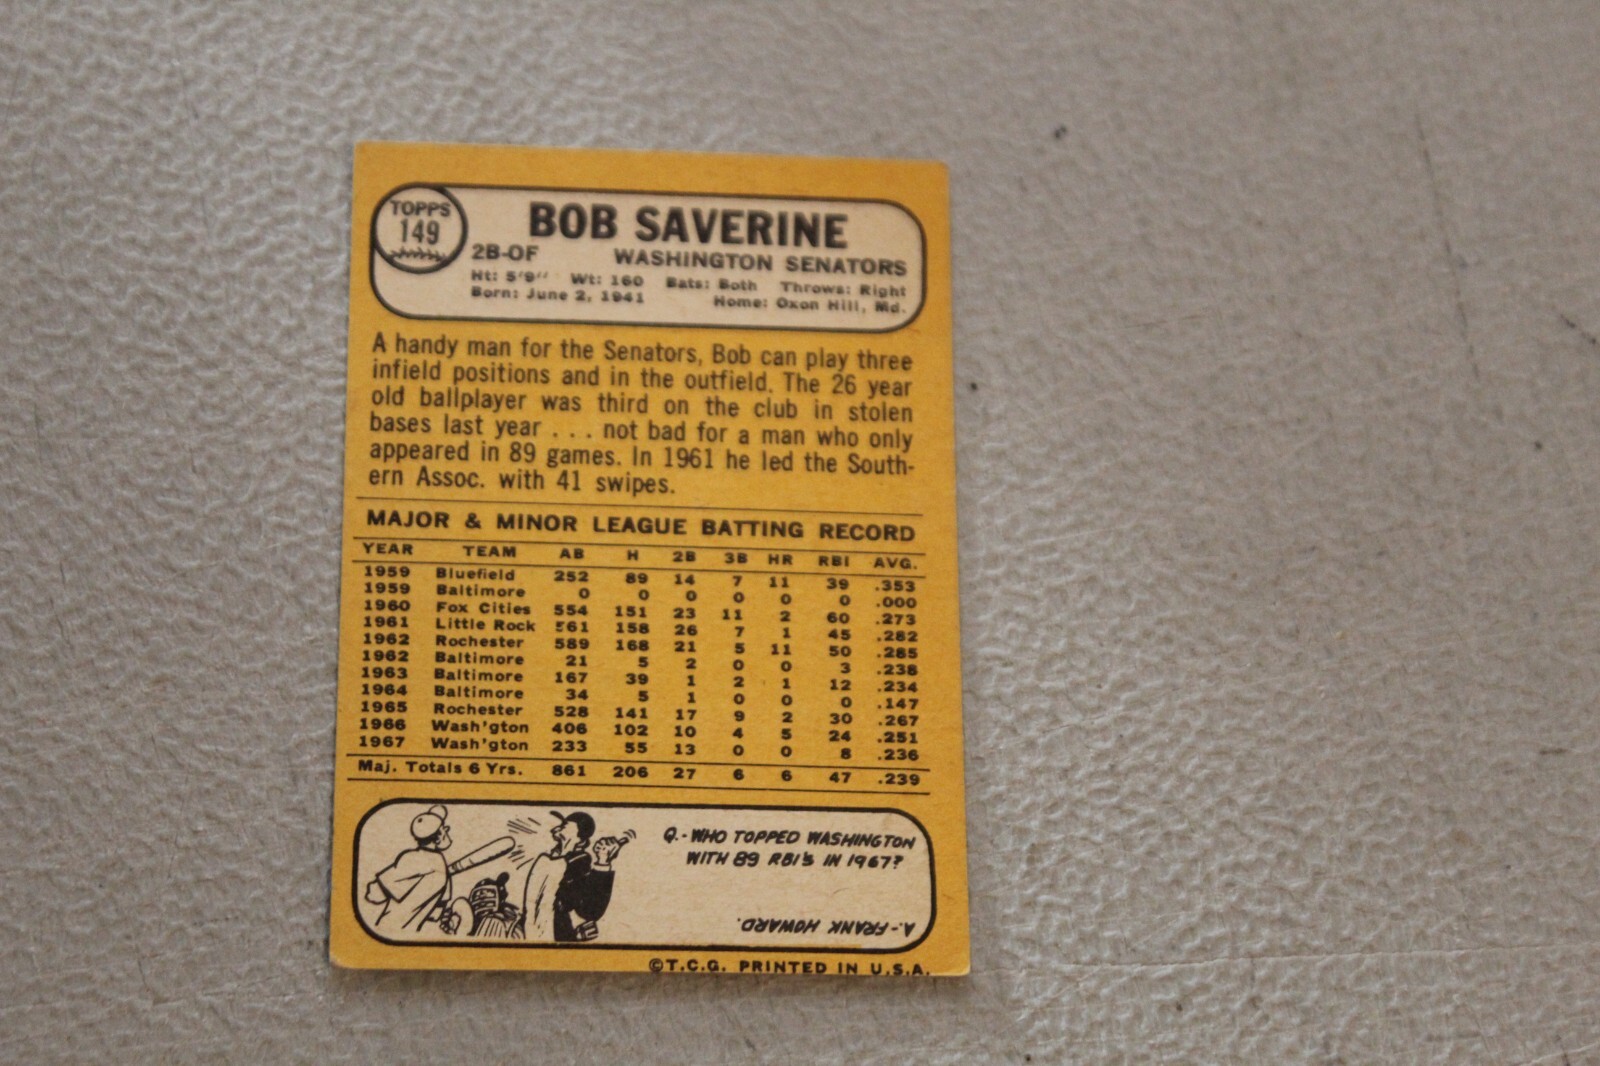 TOPPS
149
BOB SAVERINE
2B-OF WASHINGTON SENATORS
Ht: 5'9" Wt: 160 Bats: Both Throws: Right
Born: June 2, 1941 Home: Oxon Hill, Md.
A handy man for the Senators, Bob can play three
infield positions and in the outfield. The 26 year
old ballplayer was third on the club in stolen
bases last year . . . not bad for a man who only
appeared in 89 games. In 1961 he led the South-
ern Assoc. with 41 swipes.
MAJOR & MINOR LEAGUE BATTING RECORD
YEAR TEAM AB H 2B 3B HR RBI AVG.
1959 Bluefield 252 89 14 7 11 39 .353
1959 Baltimore 0 0 0 0 0 0 .000
1960 Fox Cities 554 151 23 11 2 60 .273
1961 Little Rock 561 158 26 7 1 45 .282
1962 Rochester 589 168 21 5 11 50 .285
1962 Baltimore 21 5 2 0 0 3 .238
1963 Baltimore 167 39 1 2 1 12 .234
1964 Baltimore 34 5 1 0 0 0 .147
1965 Rochester 528 141 17 9 2 30 .267
1966 Wash'gton 406 102 10 4 5 24 .251
1967 Wash'gton 233 55 13 0 0 8 .236
Maj. Totals 6 Yrs. 861 206 27 6 6 47 .239
Q.-WHO TOPPED WASHINGTON
WITH 89 RBI'S IN 1967?
A.-FRANK HOWARD.
©T.C.G. PRINTED IN U.S.A.